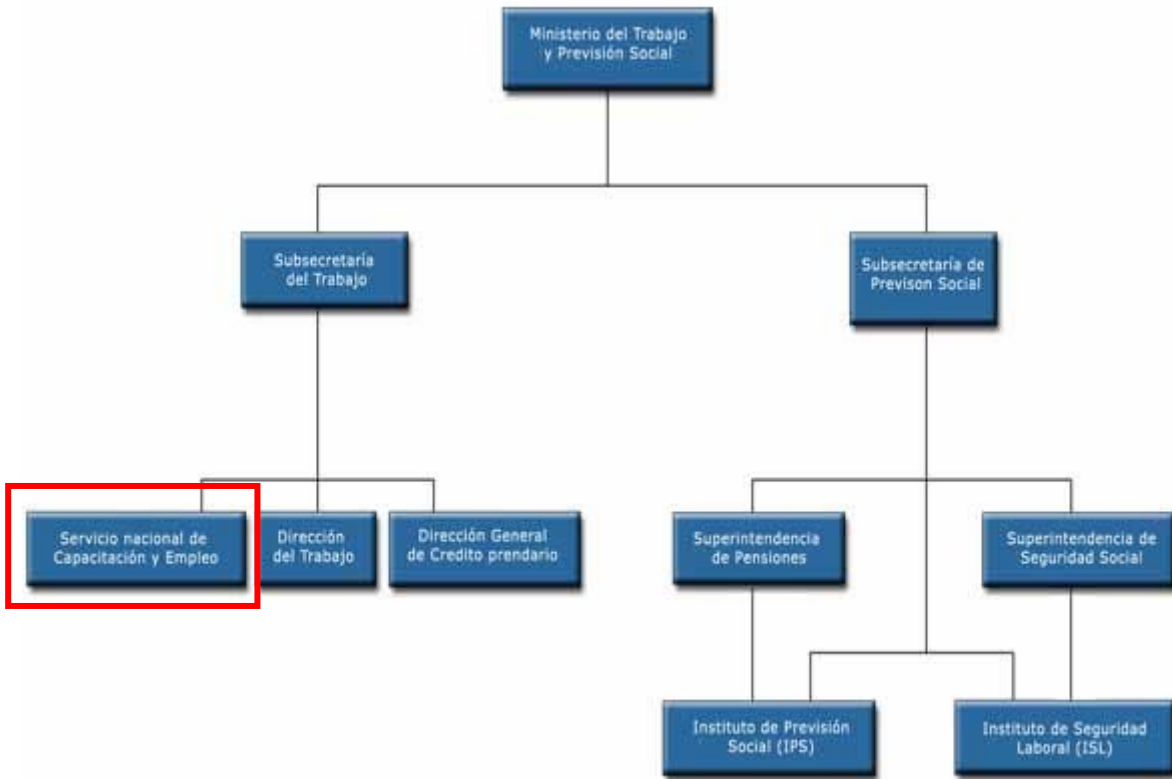 Ministerio del Trabajo
y Previsión Social
Subsecretaría
del Trabajo
Subsecretaría de
Previson Social
Servicio nacional de
Capacitación y Empleo
Dirección
del Trabajo
Dirección General
de Credito prendario
Superintendencia
de Pensiones
Superintendencia de
Seguridad Social
Instituto de Previsión
Social (IPS)
Instituto de Seguridad
Laboral (ISL)